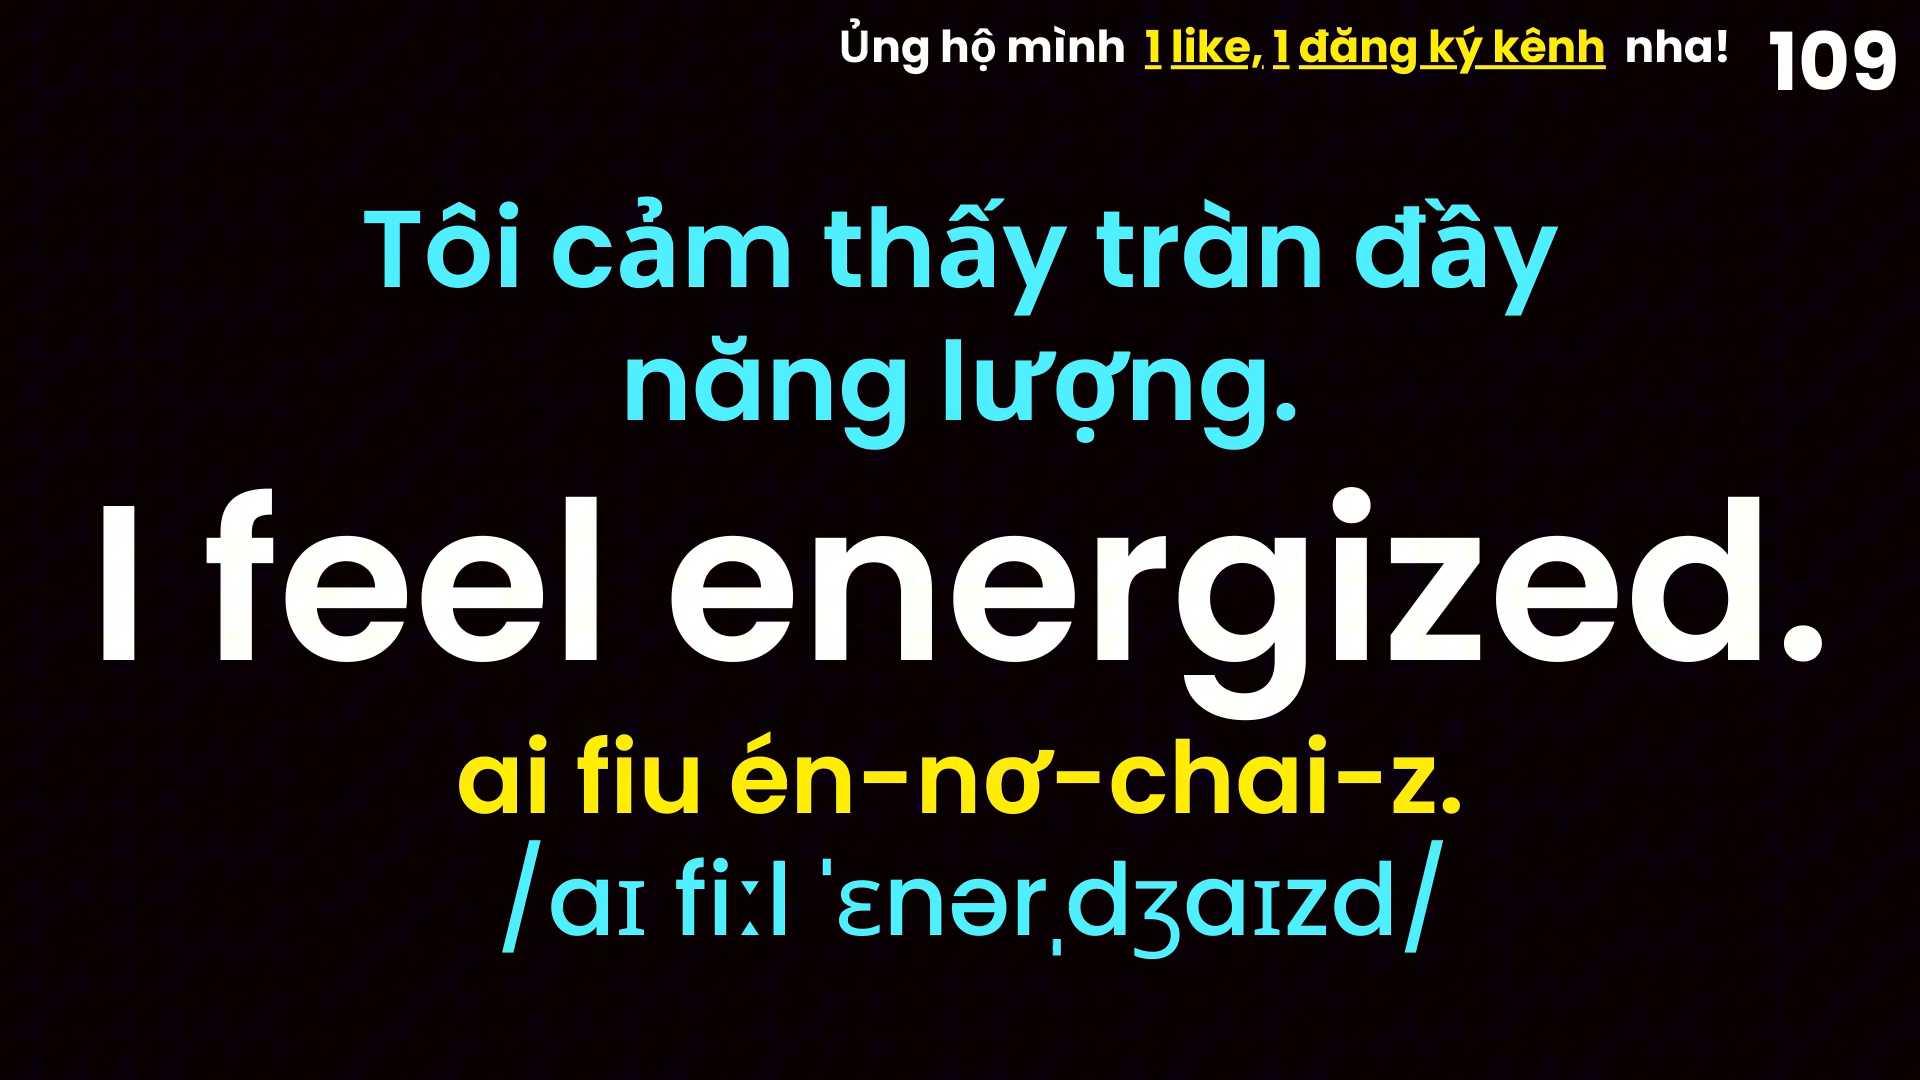 Ủng hộ mình 1 like, 1 đăng ký kênh nha! 109
Tôi cảm thấy tràn đầy
năng lượng.
I feel energized.
ai fiu én-nơ-chai-z.
/aɪ fiːl ˈɛnərˌdʒaɪzd/